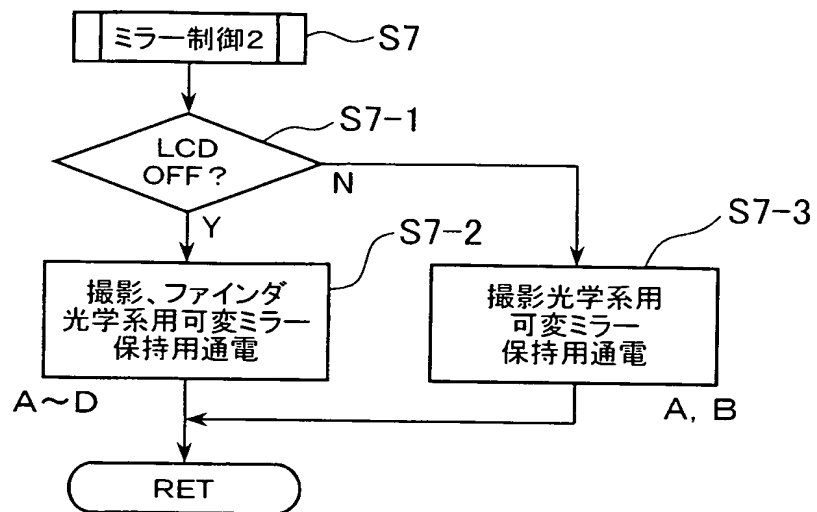 ミラー制御2
S7
LCD
OFF?
S7-1
N
Y
S7-2
S7-3
撮影、ファインダ
光学系用可変ミラー
保持用通電
撮影光学系用
可変ミラー
保持用通電
A～D
A, B
RET